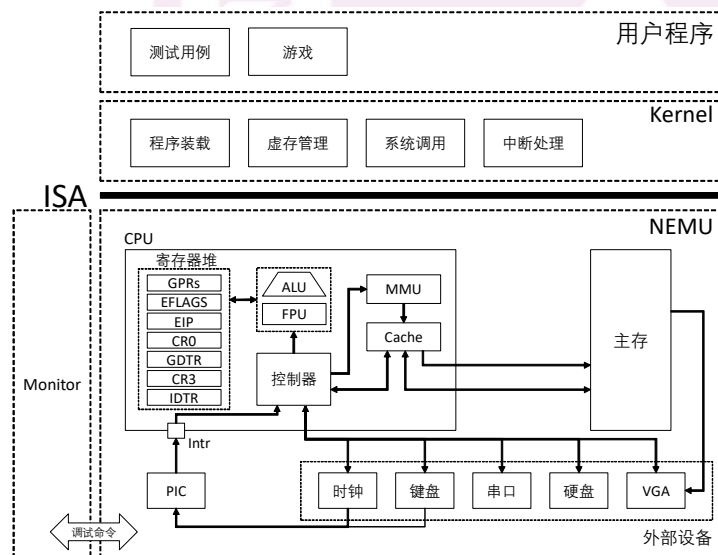 用户程序
测试用例
游戏
Kernel
程序装载
虚存管理
系统调用
中断处理
ISA
NEMU
Monitor
CPU
寄存器堆
GPRs
EFLAGS
EIP
CR0
GDTR
CR3
IDTR
ALU
FPU
控制器
MMU
Cache
主存
Intr
PIC
时钟
键盘
串口
硬盘
VGA
调试命令
外部设备